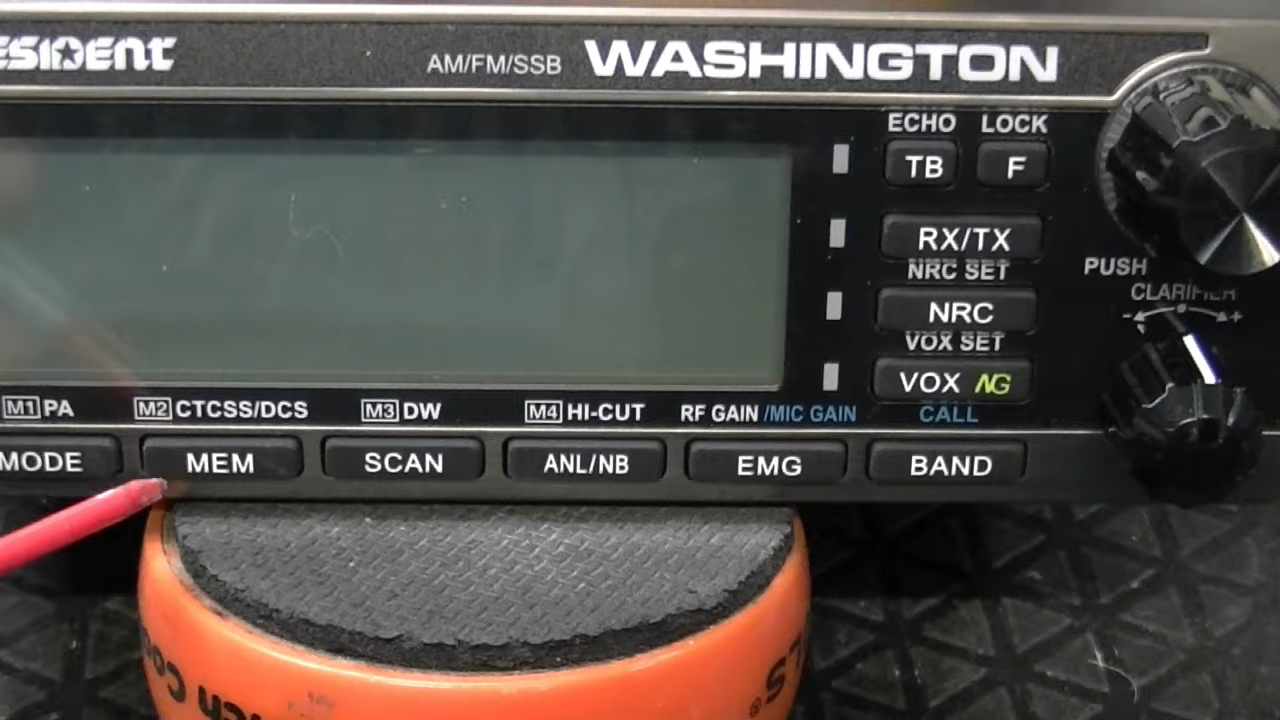 ESIDENT AM/FM/SSB WASHINGTON
ECHO LOCK
TB F
RX/TX
PUSH
NRC SET
CLARIFIER
- +
NRC
VOX SET
VOX NG
M1 PA M2 CTCSS/DCS M3 DW M4 HI-CUT RF GAIN /MIC GAIN CALL
MODE MEM SCAN ANL/NB EMG BAND